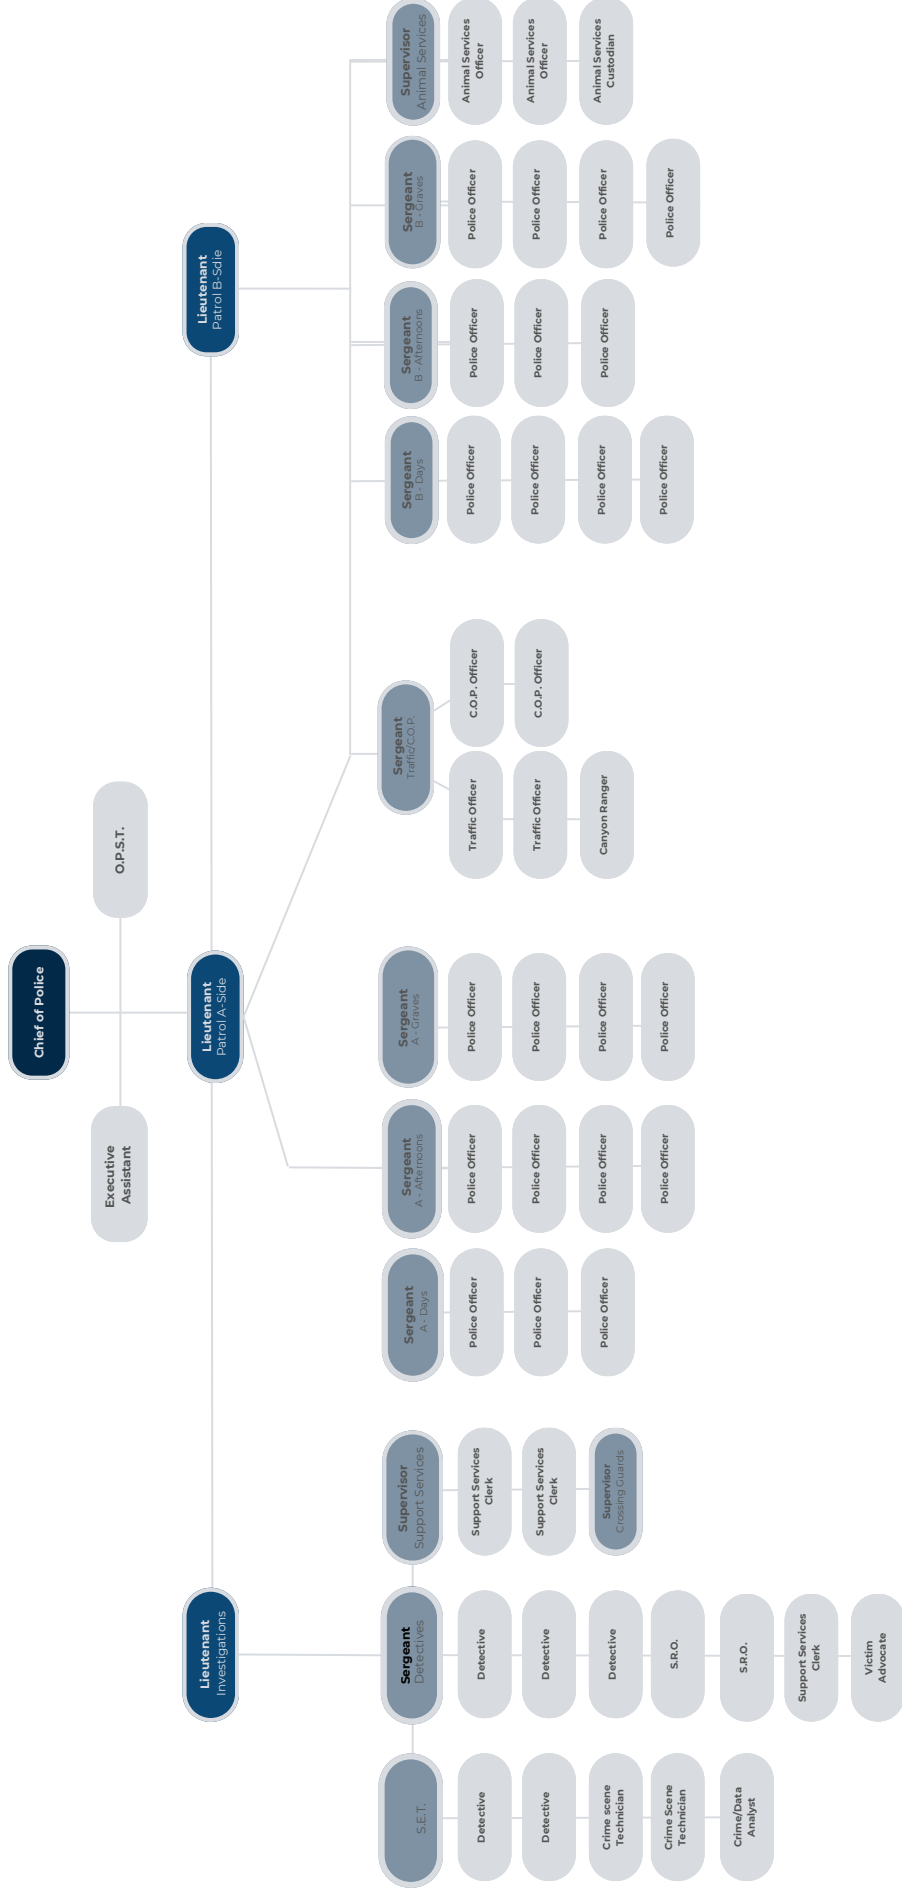 Chief of Police
Executive
Assistant
O.P.S.T.
Lieutenant
Investigations
Lieutenant
Patrol A-Side
Lieutenant
Patrol B-Sdie
S.E.T.
Detective
Detective
Crime scene
Technician
Crime Scene
Technician
Crime/Data
Analyst
Sergeant
Detectives
Detective
Detective
Detective
S.R.O.
S.R.O.
Support Services
Clerk
Victim
Advocate
Supervisor
Support Services
Support Services
Clerk
Support Services
Clerk
Supervisor
Crossing Guards
Sergeant
A - Days
Police Officer
Police Officer
Police Officer
Sergeant
A - Afternoons
Police Officer
Police Officer
Police Officer
Police Officer
Sergeant
A - Graves
Police Officer
Police Officer
Police Officer
Police Officer
Sergeant
Traffic/C.O.P.
Traffic Officer
Traffic Officer
Canyon Ranger
C.O.P. Officer
C.O.P. Officer
Sergeant
B - Days
Police Officer
Police Officer
Police Officer
Police Officer
Sergeant
B - Afternoons
Police Officer
Police Officer
Police Officer
Sergeant
B - Graves
Police Officer
Police Officer
Police Officer
Police Officer
Supervisor
Animal Services
Animal Services
Officer
Animal Services
Officer
Animal Services
Custodian